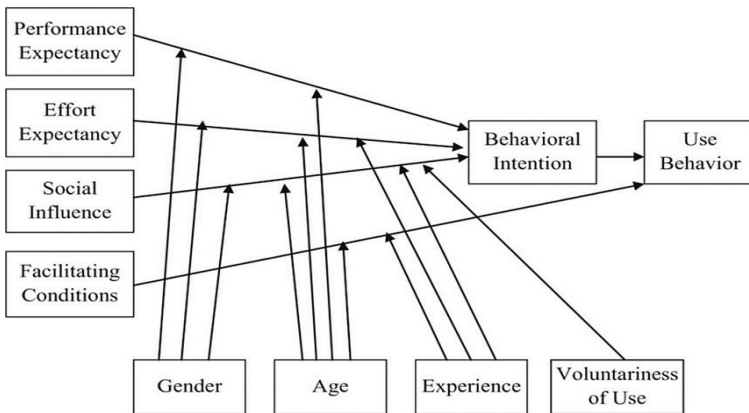 Performance
Expectancy
Effort
Expectancy
Social
Influence
Facilitating
Conditions
Behavioral
Intention
Use
Behavior
Gender
Age
Experience
Voluntariness
of Use